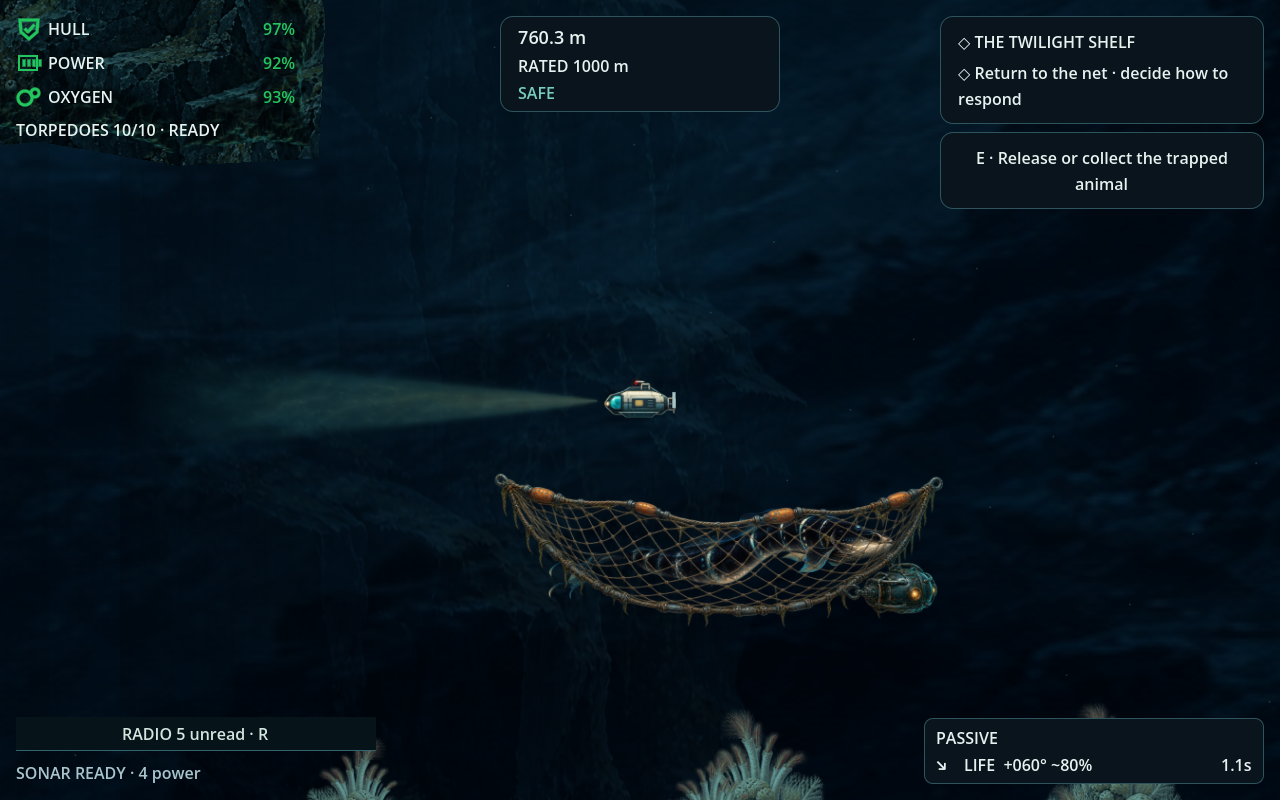 HULL 97%
POWER 92%
OXYGEN 93%
TORPEDOES 10/10 · READY
760.3 m
RATED 1000 m
SAFE
◇ THE TWILIGHT SHELF
◇ Return to the net · decide how to
respond
E · Release or collect the trapped
animal
RADIO 5 unread · R
SONAR READY · 4 power
PASSIVE
↘ LIFE +060° ~80% 1.1s